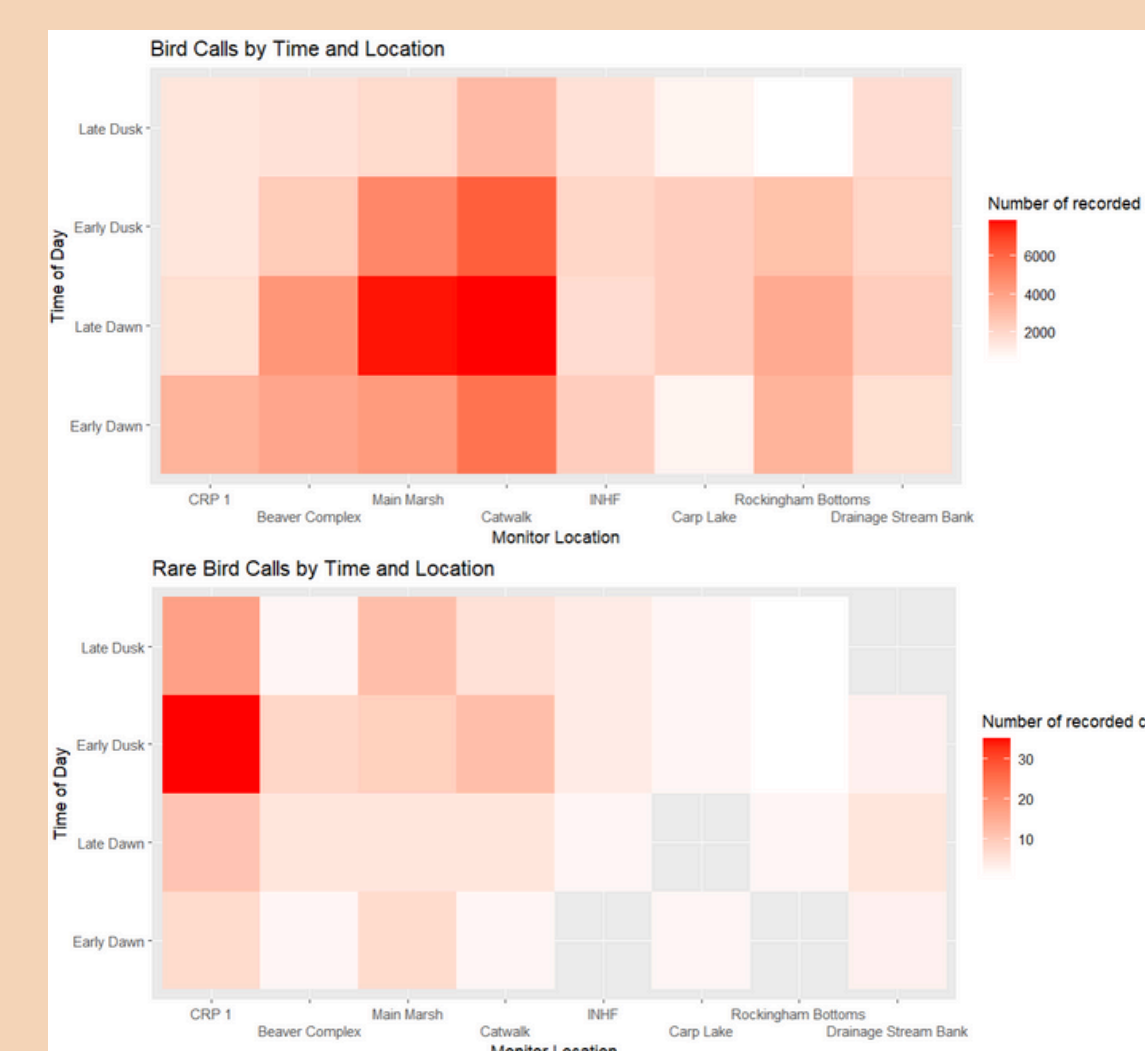 Bird Calls by Time and Location
Time of Day
Late Dusk
Early Dusk
Late Dawn
Early Dawn
CRP 1
Beaver Complex
Main Marsh
Catwalk
INHF
Carp Lake
Rockingham Bottoms
Drainage Stream Bank
Monitor Location
Number of recorded
6000
4000
2000
Rare Bird Calls by Time and Location
Time of Day
Late Dusk
Early Dusk
Late Dawn
Early Dawn
CRP 1
Beaver Complex
Main Marsh
Catwalk
INHF
Carp Lake
Rockingham Bottoms
Drainage Stream Bank
Monitor Location
Number of recorded
30
20
10